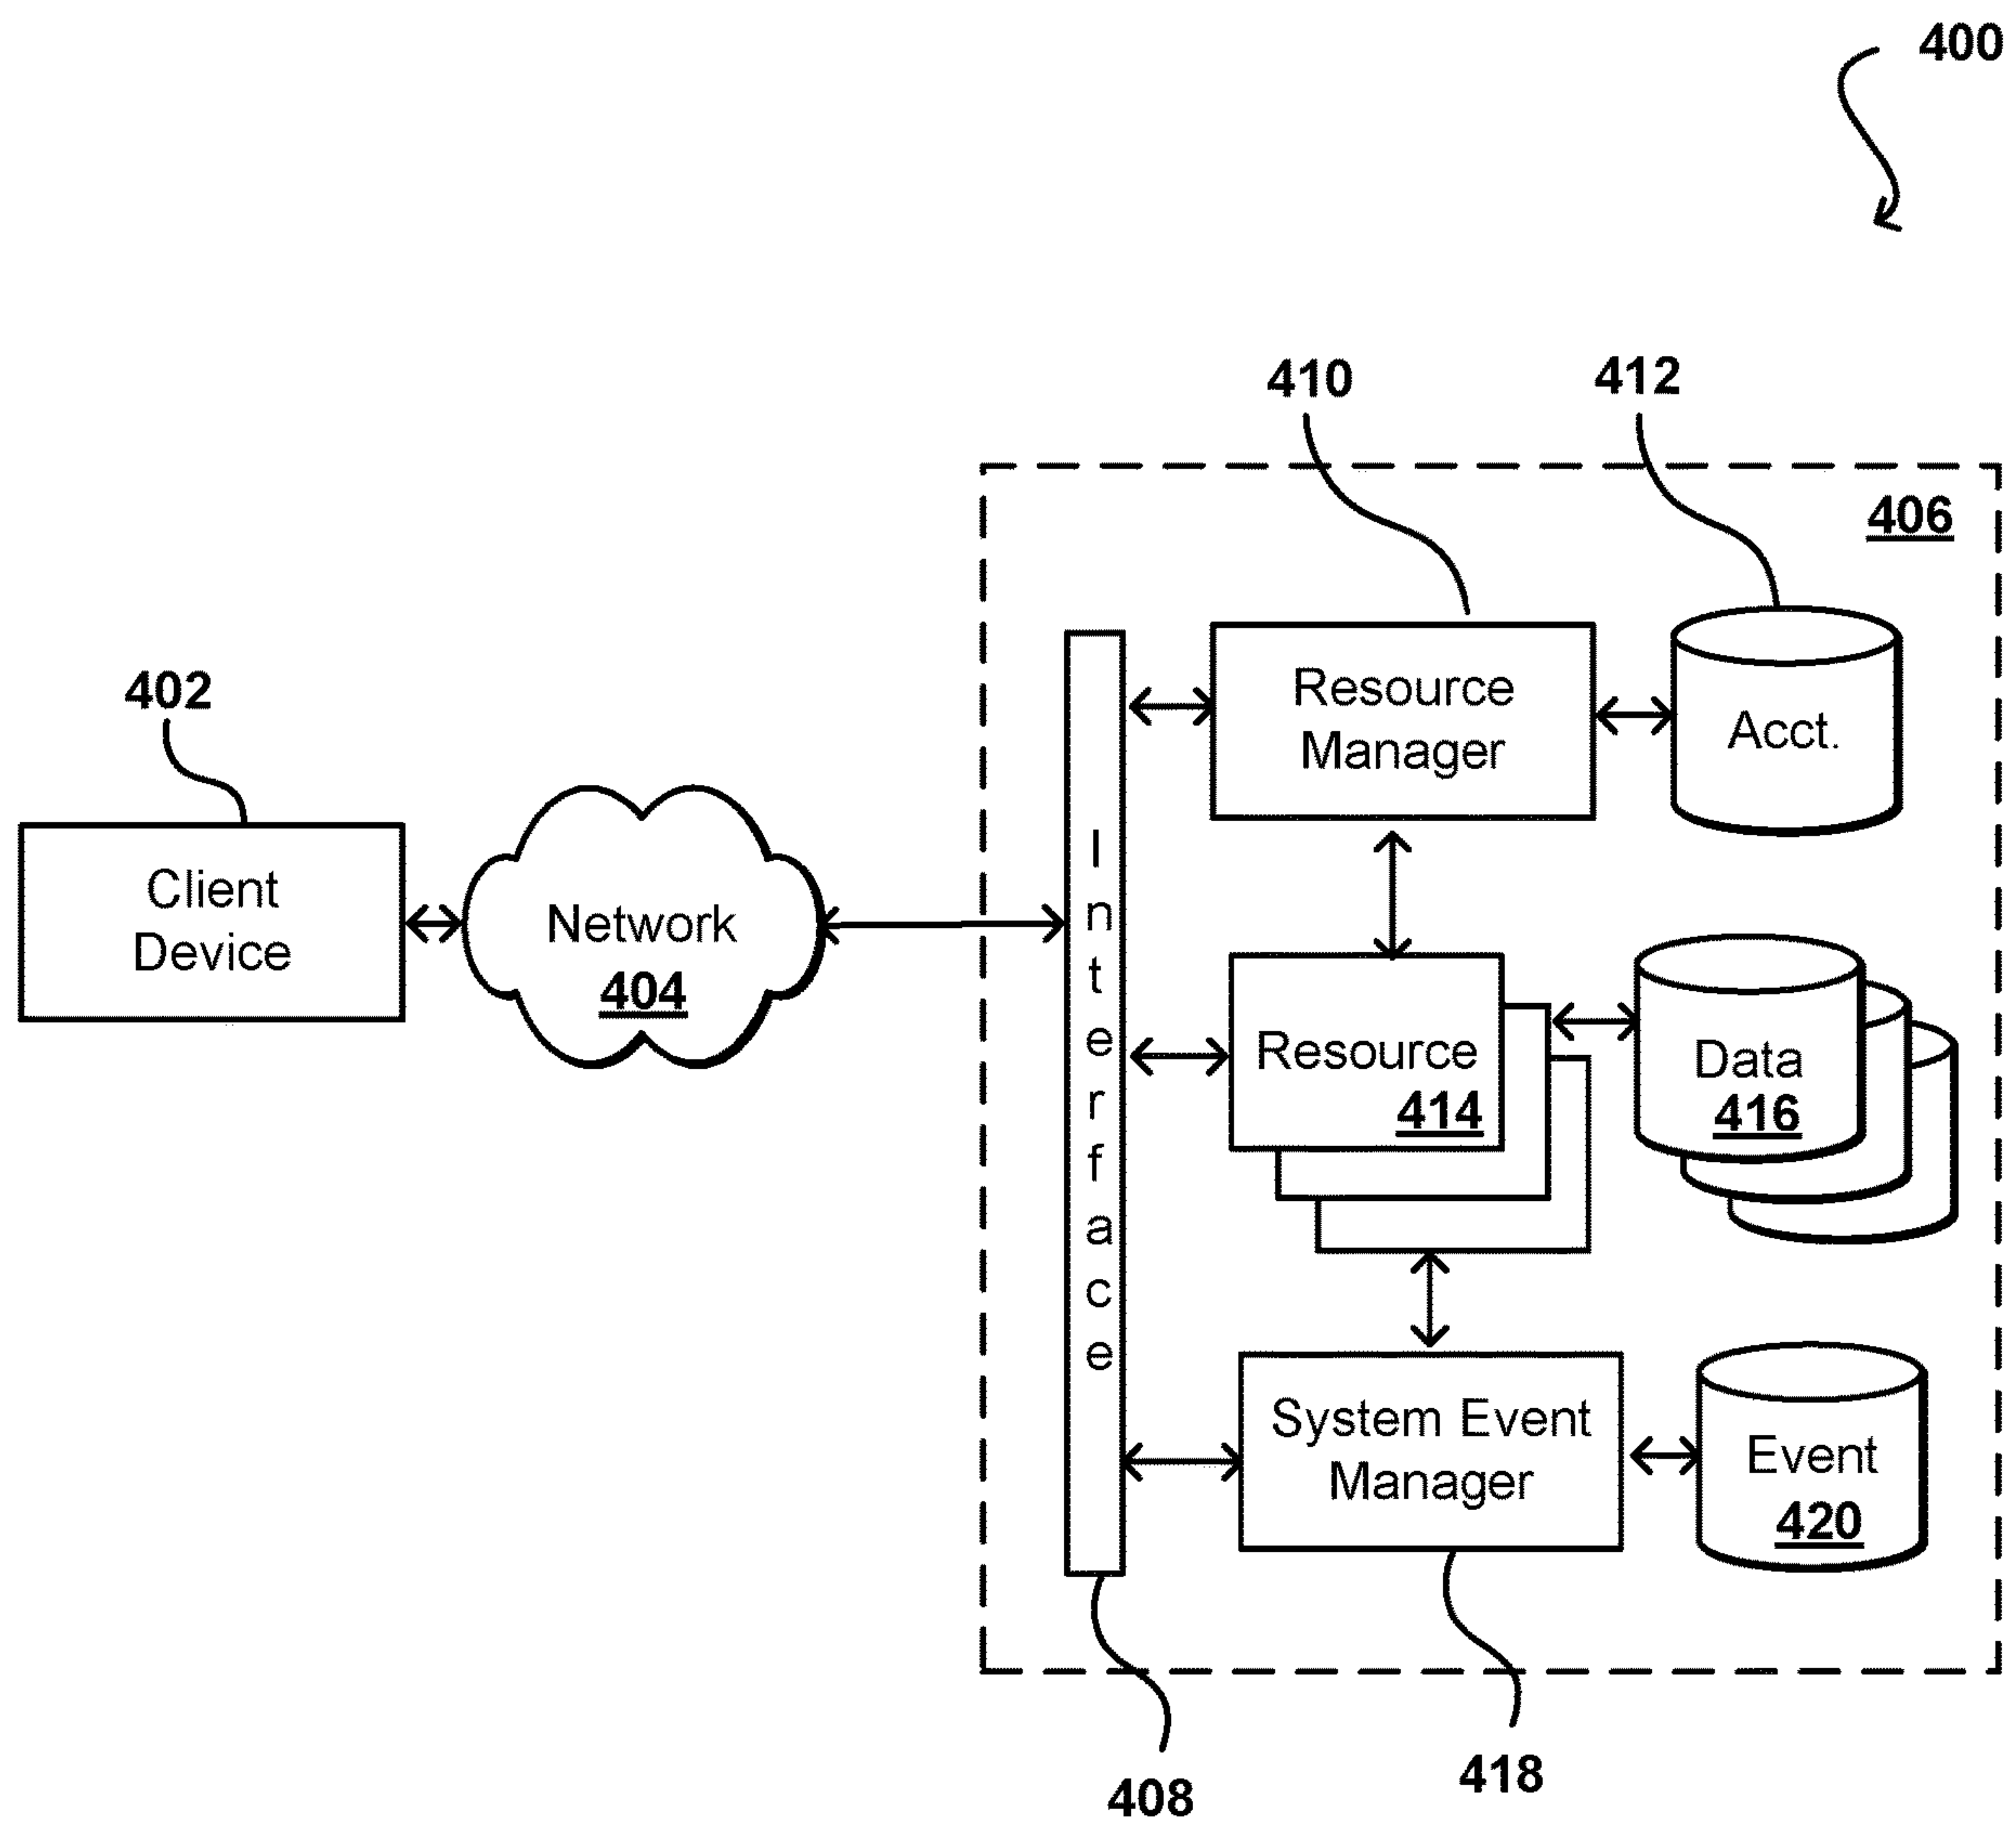 400
410
412
406
402
Resource
Manager
Acct.
Client
Device
Network
404
Interface
Resource
414
Data
416
System Event
Manager
Event
420
408
418